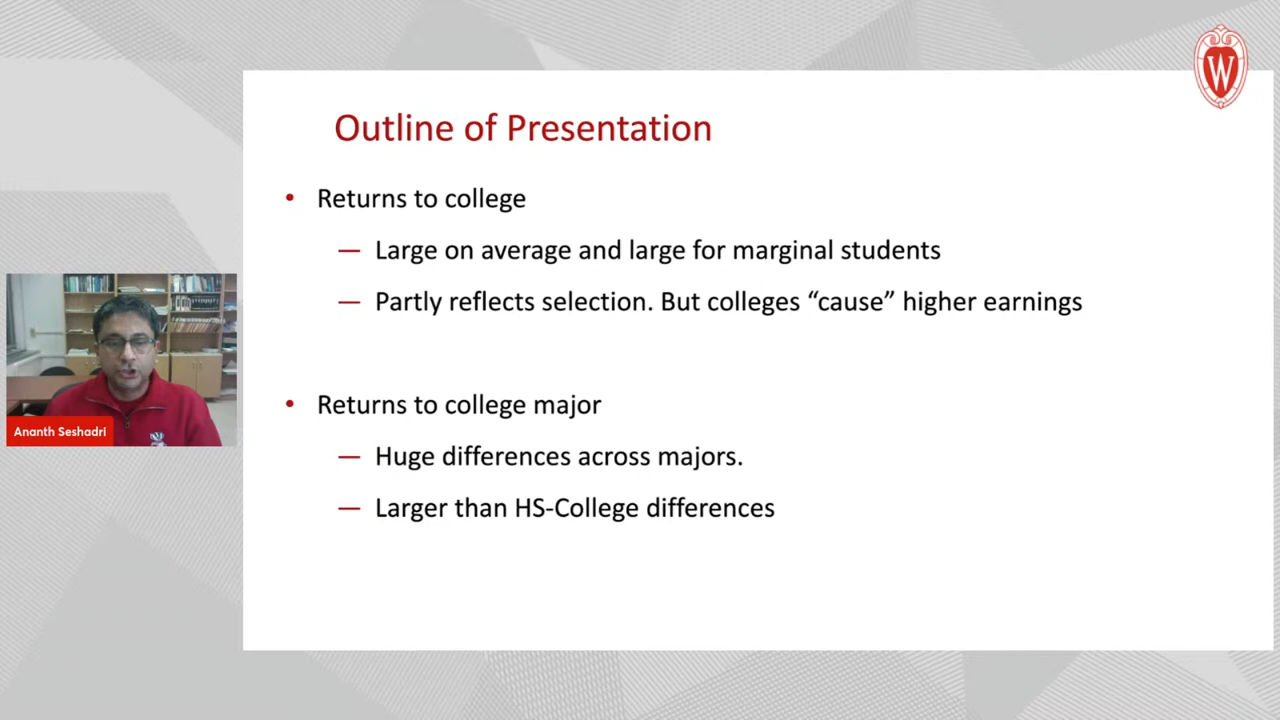 W
Outline of Presentation
• Returns to college
— Large on average and large for marginal students
— Partly reflects selection. But colleges “cause” higher earnings
• Returns to college major
— Huge differences across majors.
— Larger than HS-College differences
Ananth Seshadri